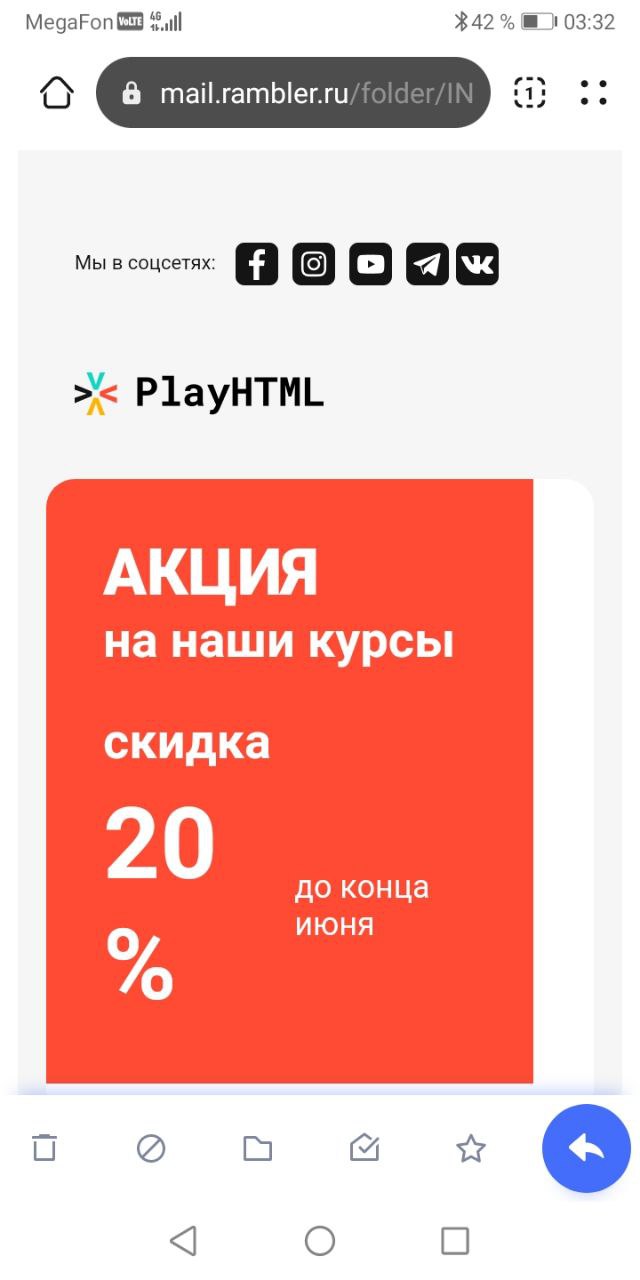 MegaFon VoLTE 4G 42 % 03:32
mail.rambler.ru/folder/IN 1
Мы в соцсетях:
PlayHTML
АКЦИЯ
на наши курсы
скидка
20
%
до конца
июня